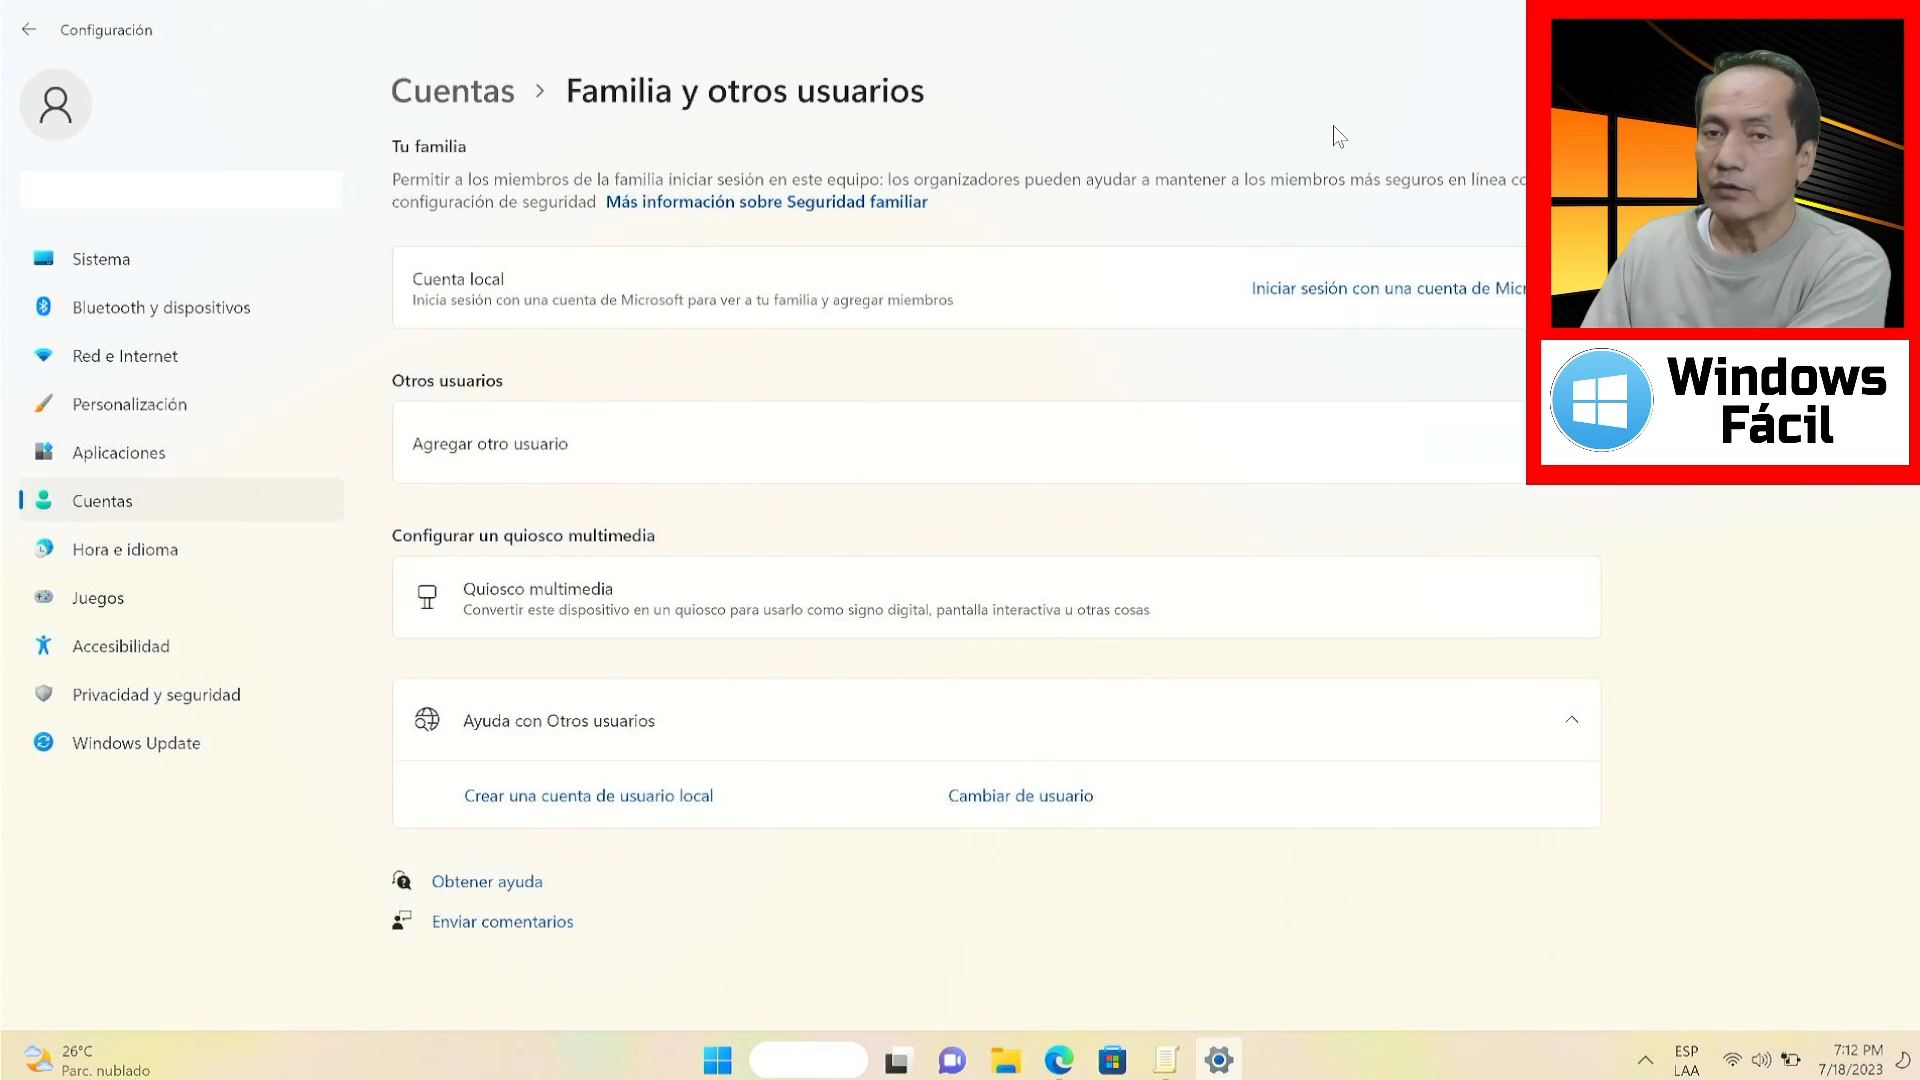 Configuración
Cuentas > Familia y otros usuarios
Tu familia
Permitir a los miembros de la familia iniciar sesión en este equipo: los organizadores pueden ayudar a mantener a los miembros más seguros en línea
configuración de seguridad Más información sobre Seguridad familiar
Cuenta local
Inicia sesión con una cuenta de Microsoft para ver a tu familia y agregar miembros
Iniciar sesión con una cuenta de
Otros usuarios
Agregar otro usuario
Configurar un quiosco multimedia
Quiosco multimedia
Convertir este dispositivo en un quiosco para usarlo como signo digital, pantalla interactiva u otras cosas
Ayuda con Otros usuarios
Crear una cuenta de usuario local
Cambiar de usuario
Obtener ayuda
Enviar comentarios
Sistema
Bluetooth y dispositivos
Red e Internet
Personalización
Aplicaciones
Cuentas
Hora e idioma
Juegos
Accesibilidad
Privacidad y seguridad
Windows Update
Windows
Fácil
26°C
Parc. nublado
ESP
LAA
7:12 PM
7/18/2023